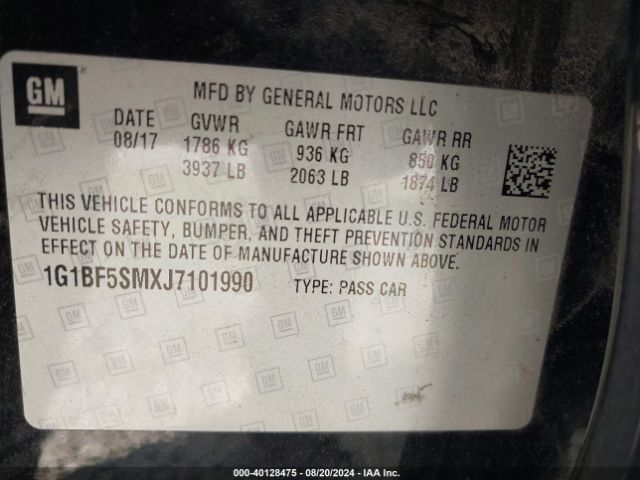 GM
MFD BY GENERAL MOTORS LLC
DATE GVWR GAWR FRT GAWR RR
08/17 1786 KG 936 KG 850 KG
3937 LB 2063 LB 1874 LB
THIS VEHICLE CONFORMS TO ALL APPLICABLE U.S. FEDERAL MOTOR
VEHICLE SAFETY, BUMPER, AND THEFT PREVENTION STANDARDS IN
EFFECT ON THE DATE OF MANUFACTURE SHOWN ABOVE.
1G1BF5SMXJ7101990 TYPE: PASS CAR
000-40128475 - 08/20/2024 - IAA Inc.